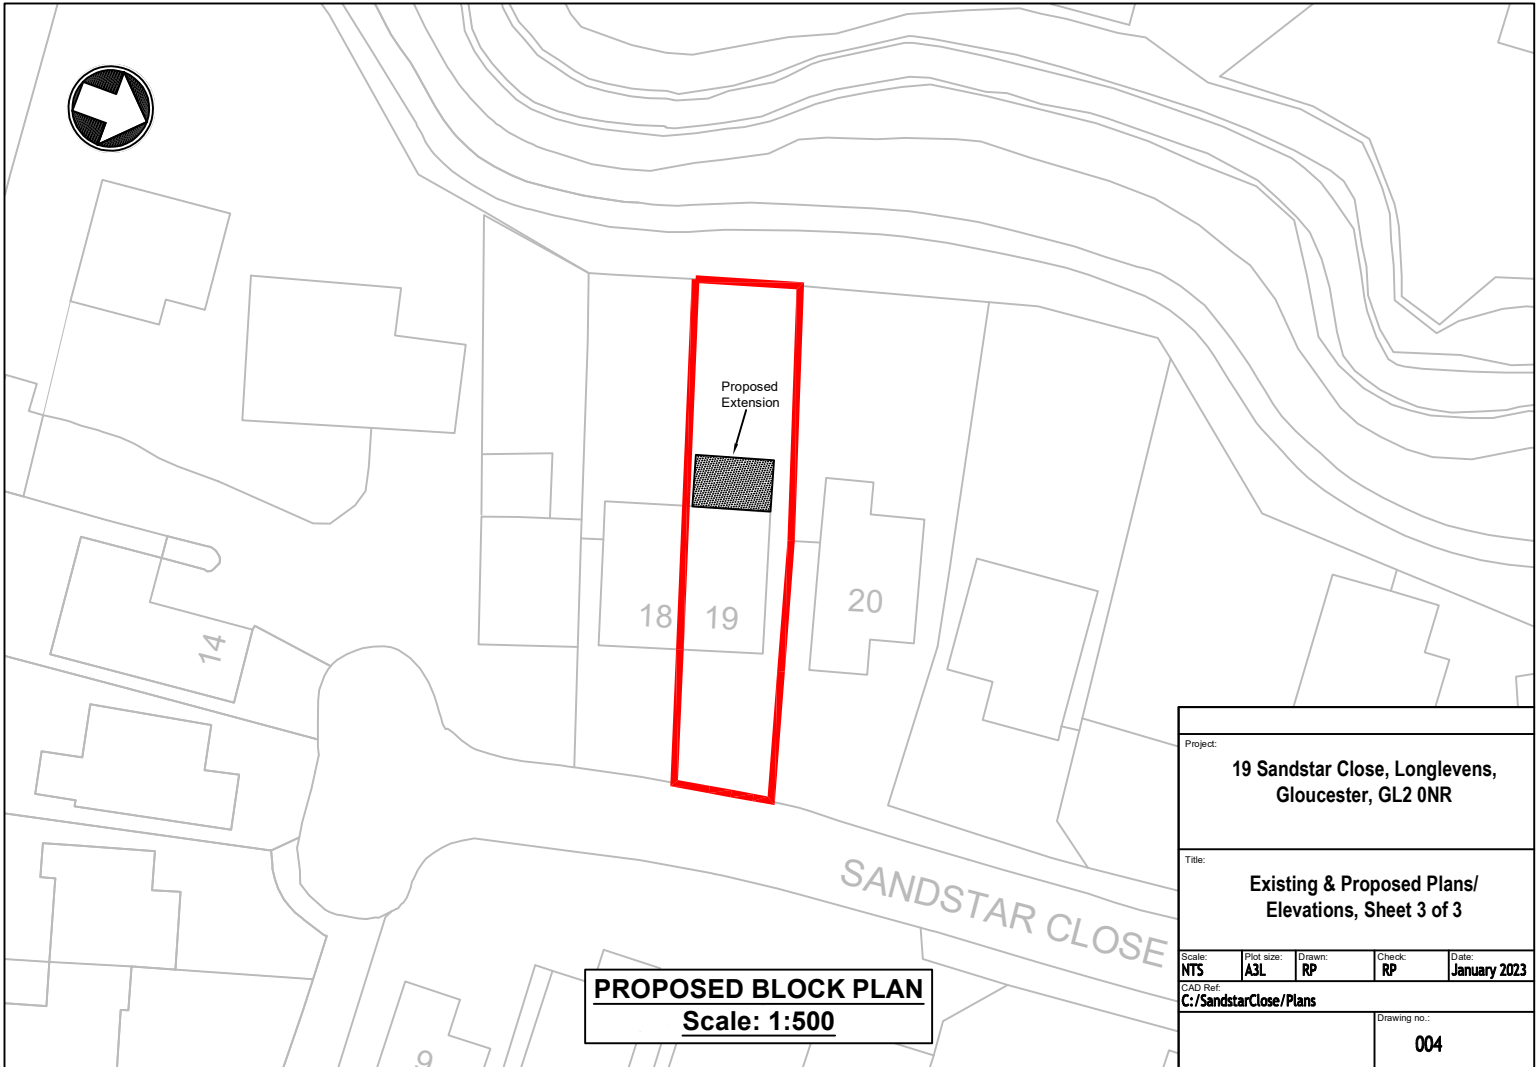 Proposed
Extension
18
19
20
14
9
SANDSTAR CLOSE
PROPOSED BLOCK PLAN
Scale: 1:500
Project:
19 Sandstar Close, Longlevens,
Gloucester, GL2 0NR
Title:
Existing & Proposed Plans/
Elevations, Sheet 3 of 3
Scale: Plot size: Drawn: Check: Date:
NTS A3L RP RP January 2023
CAD Ref:
C:/SandstarClose/Plans
Drawing no.:
004